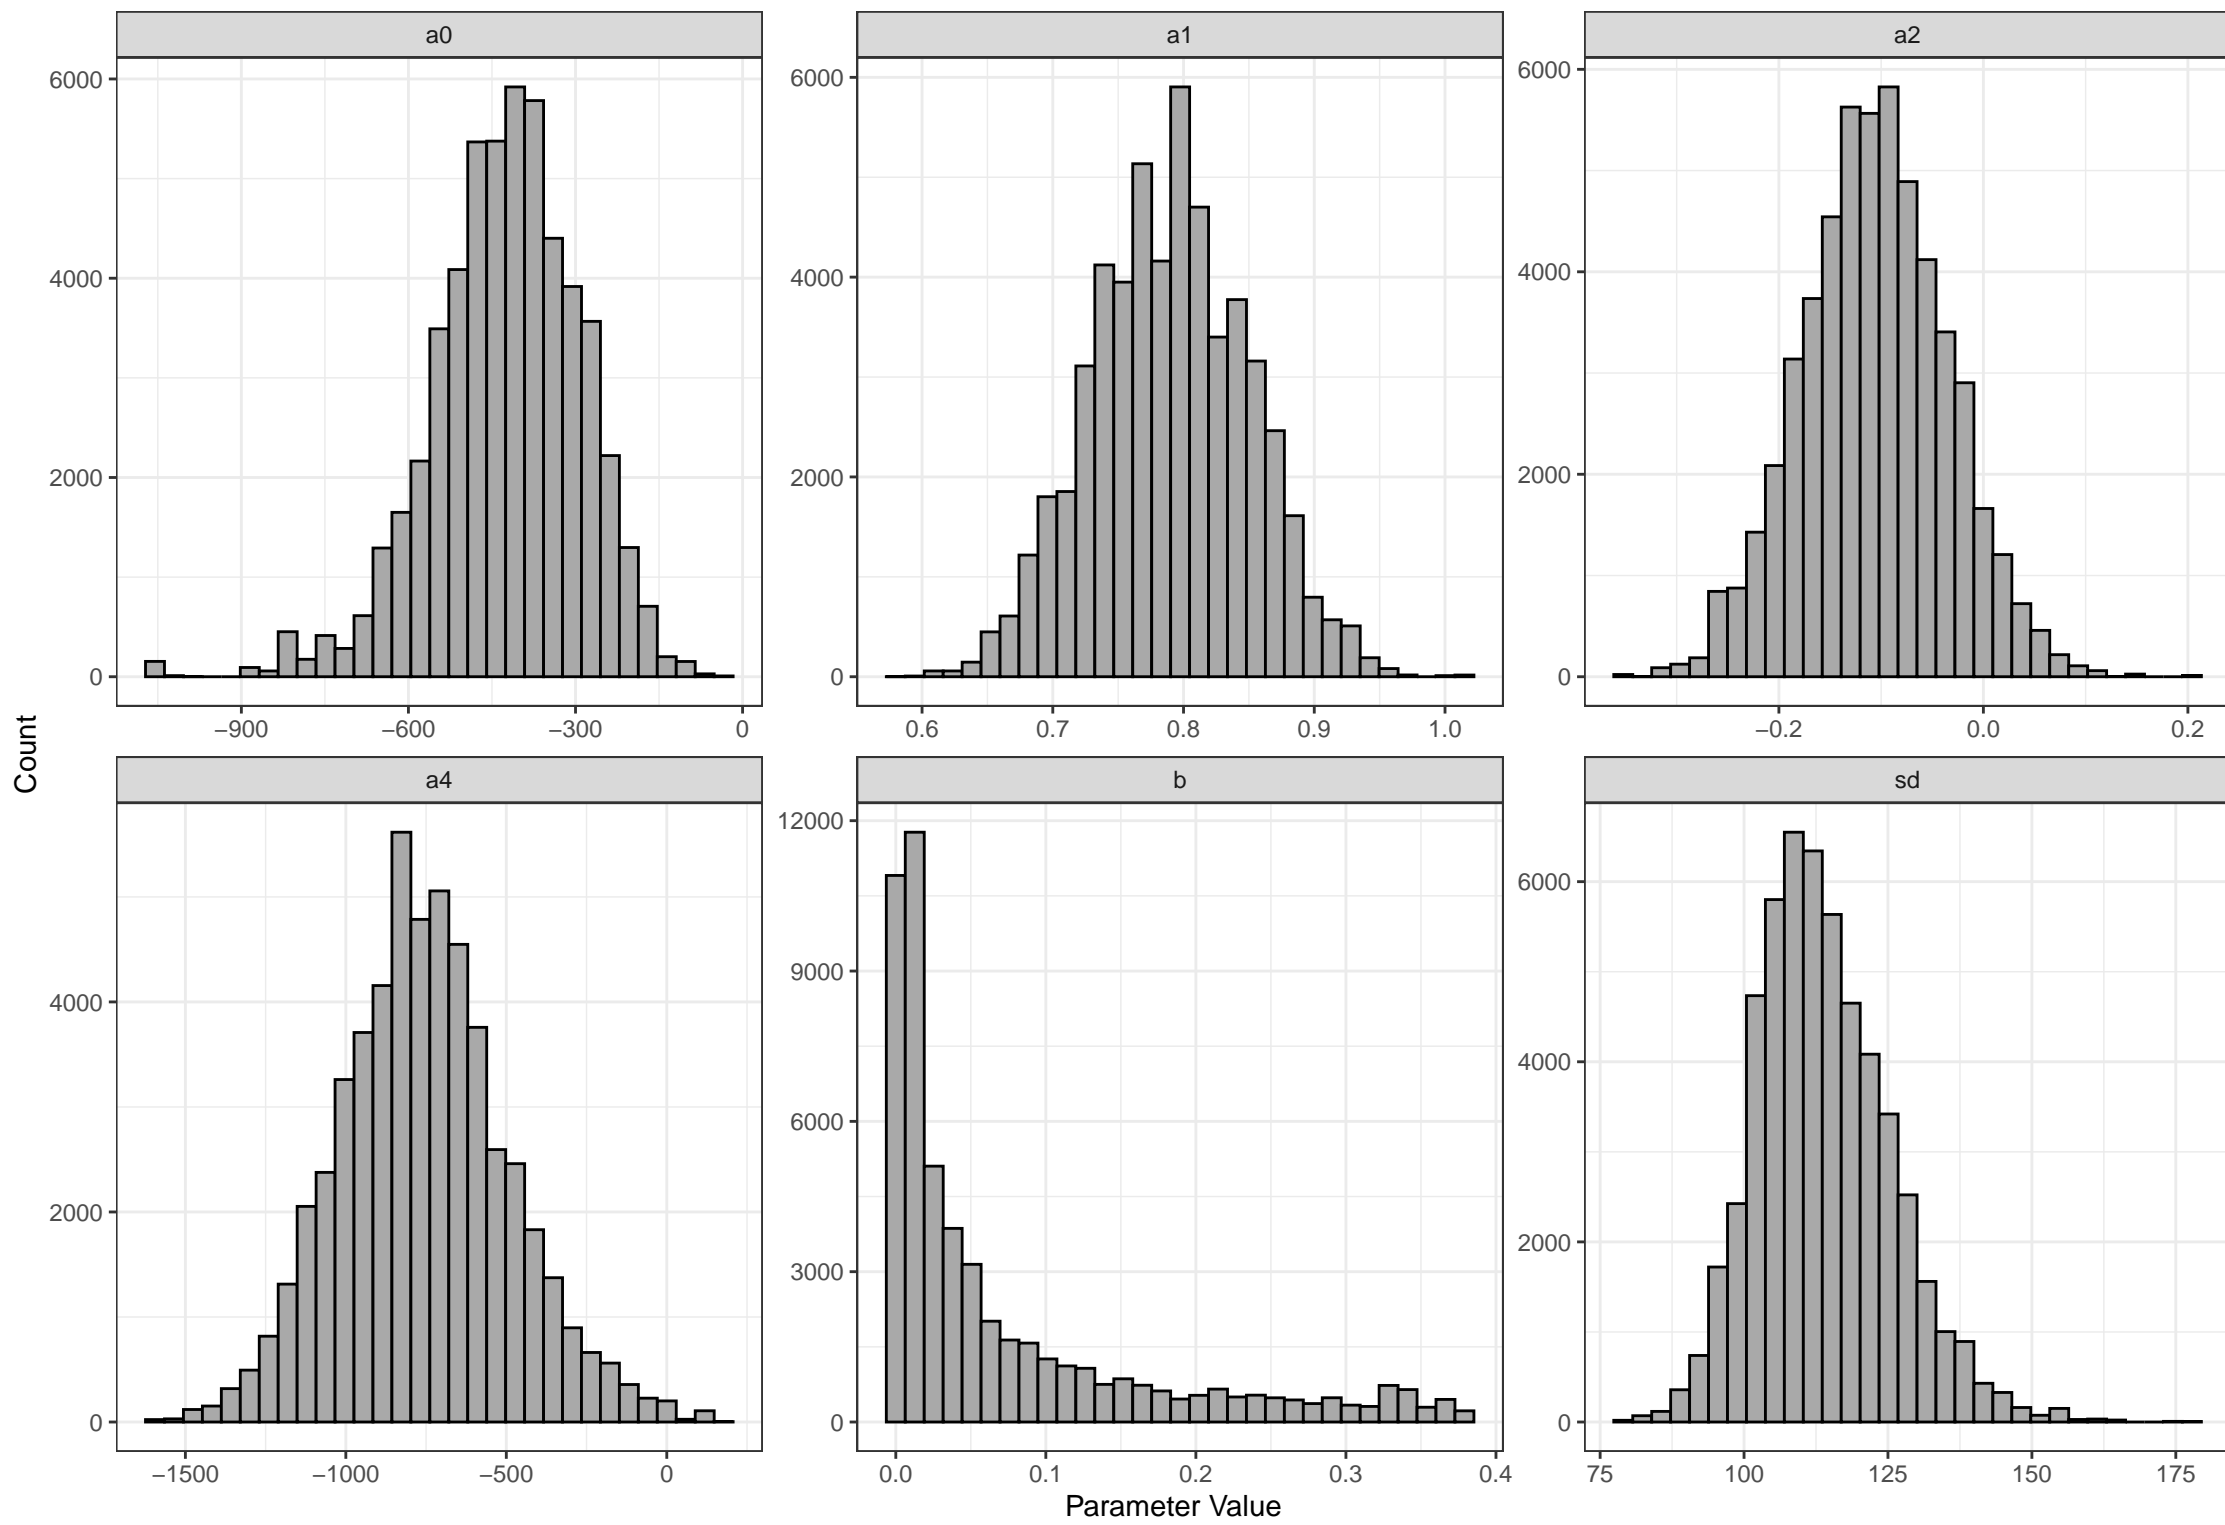 a0 a1 a2
6000 6000 6000
4000 4000 4000
2000 2000 2000
0 0 0
−900 −600 −300 0 0.6 0.7 0.8 0.9 1.0 −0.2 0.0 0.2
Count
a4 b sd
4000 2000 0
12000 9000 6000 3000 0
6000 4000 2000 0
−1500 −1000 −500 0 0.0 0.1 0.2 0.3 0.4 75 100 125 150 175
Parameter Value